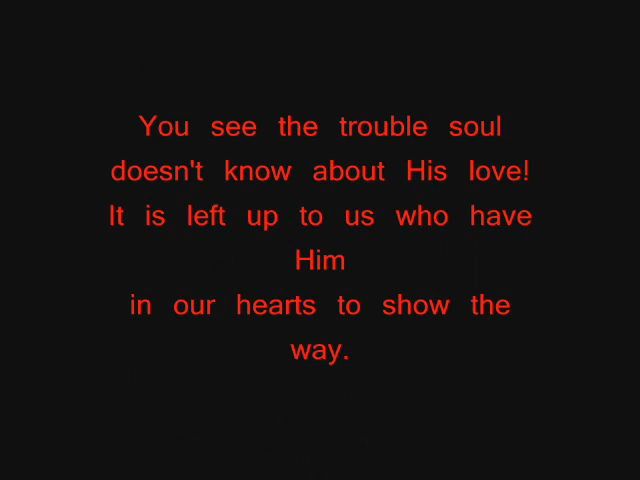 You see the trouble soul
doesn't know about His love!
It is left up to us who have
Him
in our hearts to show the
way.